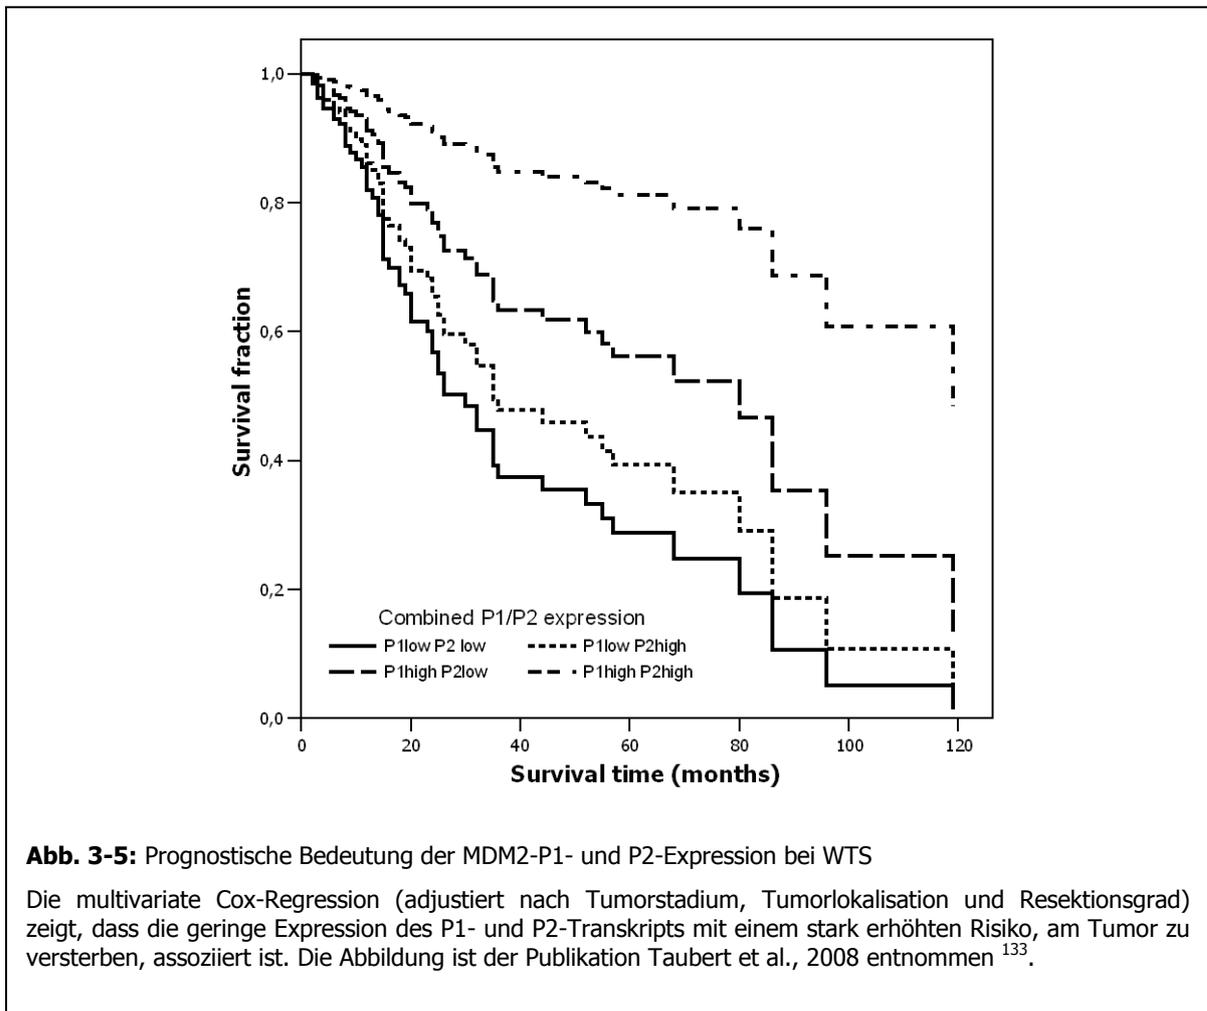 1,0
0,8
0,6
0,4
0,2
0,0
Survival fraction
Combined P1/P2 expression
P1low P2 low
P1low P2high
P1high P2low
P1high P2high
0 20 40 60 80 100 120
Survival time (months)
Abb. 3-5: Prognostische Bedeutung der MDM2-P1- und P2-Expression bei WTS
Die multivariate Cox-Regression (adjustiert nach Tumorstadium, Tumorlokalisation und Resektionsgrad)
zeigt, dass die geringe Expression des P1- und P2-Transkripts mit einem stark erhöhten Risiko, am Tumor zu
versterben, assoziiert ist. Die Abbildung ist der Publikation Taubert et al., 2008 entnommen 133.